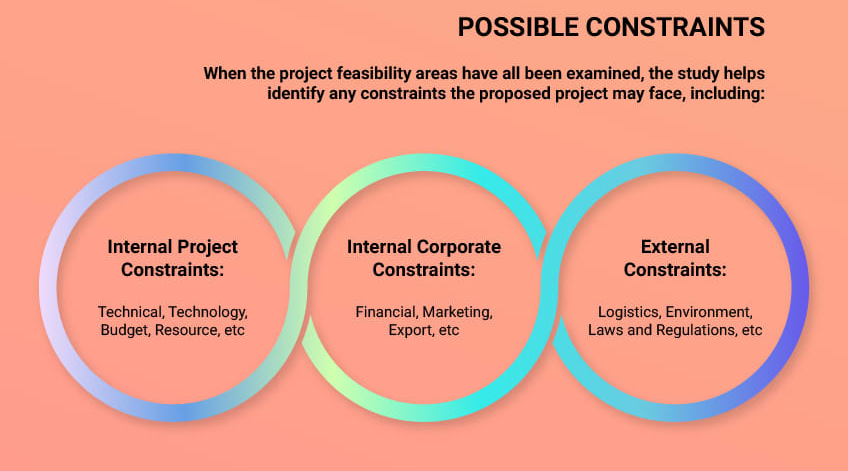 POSSIBLE CONSTRAINTS
When the project feasibility areas have all been examined, the study helps
identify any constraints the proposed project may face, including:
Internal Project
Constraints:
Technical, Technology,
Budget, Resource, etc
Internal Corporate
Constraints:
Financial, Marketing,
Export, etc
External
Constraints:
Logistics, Environment,
Laws and Regulations, etc